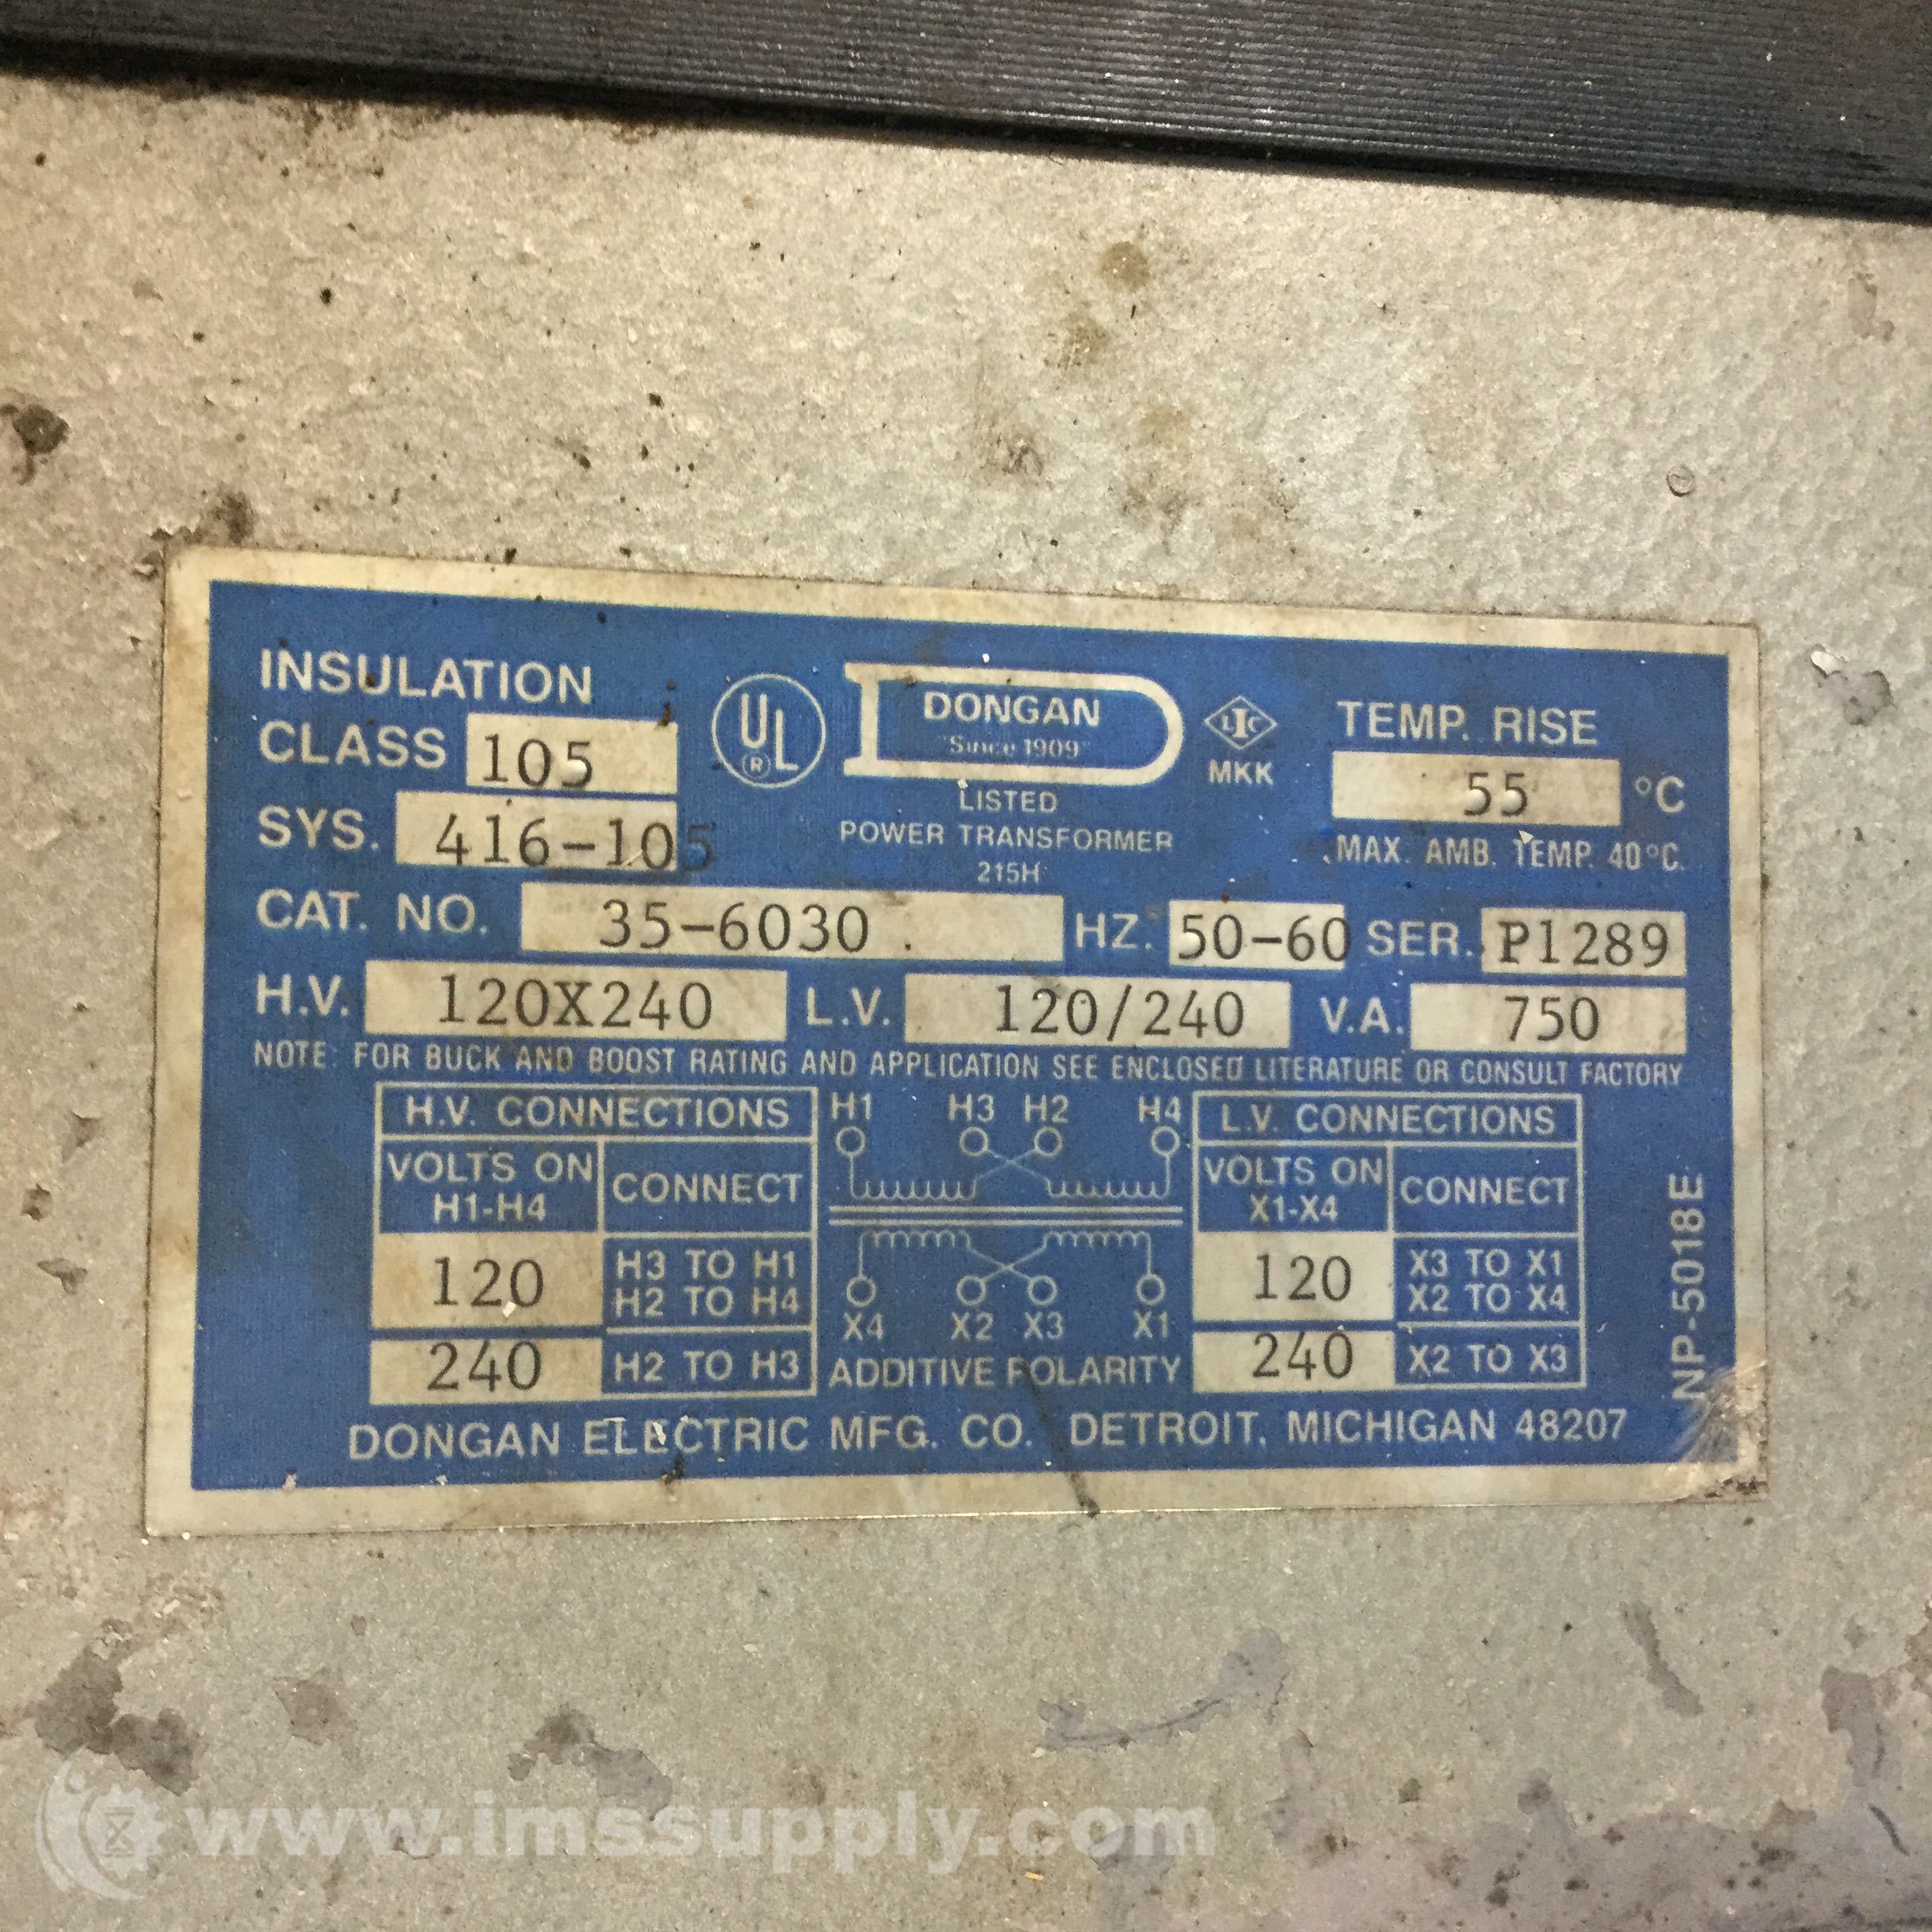 INSULATION
CLASS 105
SYS. 416-105
UL ®
DONGAN
"Since 1909"
LISTED
POWER TRANSFORMER
215H
MKK
TEMP. RISE
55 °C
MAX. AMB. TEMP. 40°C.
CAT. NO. 35-6030 HZ. 50-60 SER. P1289
H.V. 120X240 L.V. 120/240 V.A. 750
NOTE: FOR BUCK AND BOOST RATING AND APPLICATION SEE ENCLOSED LITERATURE OR CONSULT FACTORY
H.V. CONNECTIONS
VOLTS ON
H1-H4
CONNECT
120
H3 TO H1
H2 TO H4
240
H2 TO H3
H1 H3 H2 H4
X4 X2 X3 X1
ADDITIVE POLARITY
L.V. CONNECTIONS
VOLTS ON
X1-X4
CONNECT
120
X3 TO X1
X2 TO X4
240
X2 TO X3
NP-5018E
DONGAN ELECTRIC MFG. CO. DETROIT, MICHIGAN 48207
www.imssupply.com